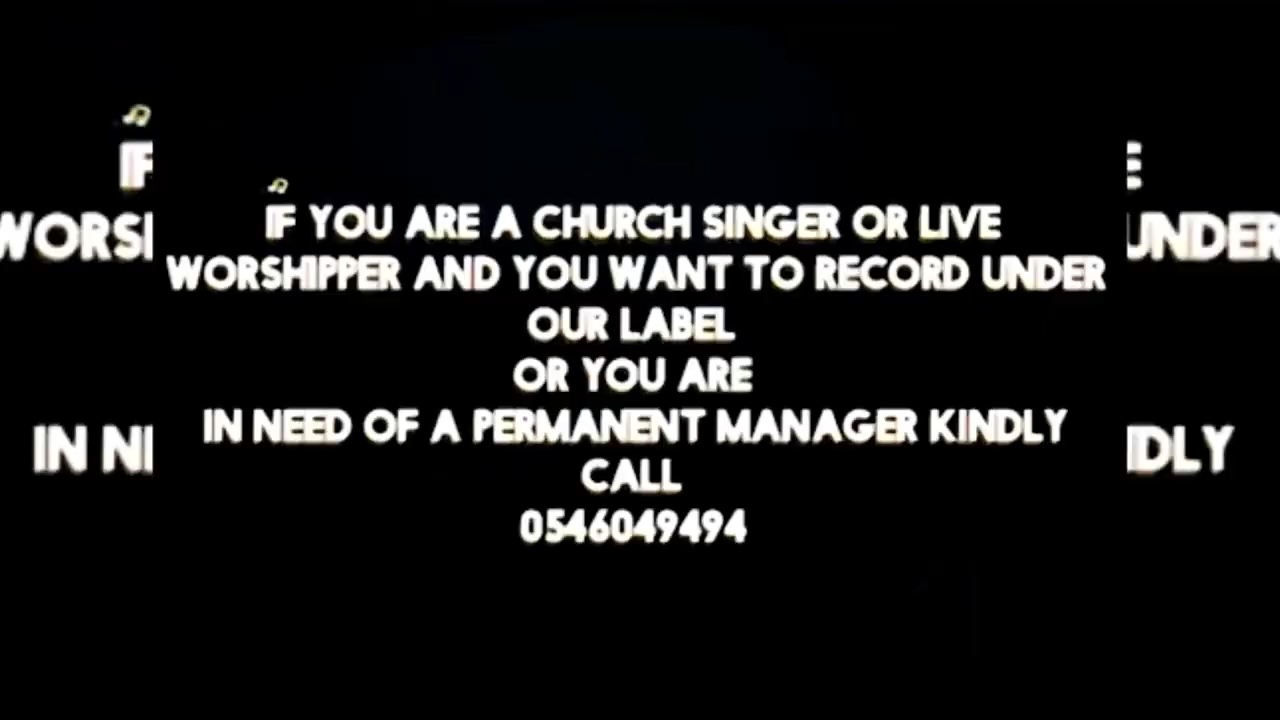 IF YOU ARE A CHURCH SINGER OR LIVE
WORSHIPPER AND YOU WANT TO RECORD UNDER
OUR LABEL
OR YOU ARE
IN NEED OF A PERMANENT MANAGER KINDLY
CALL
0546049494